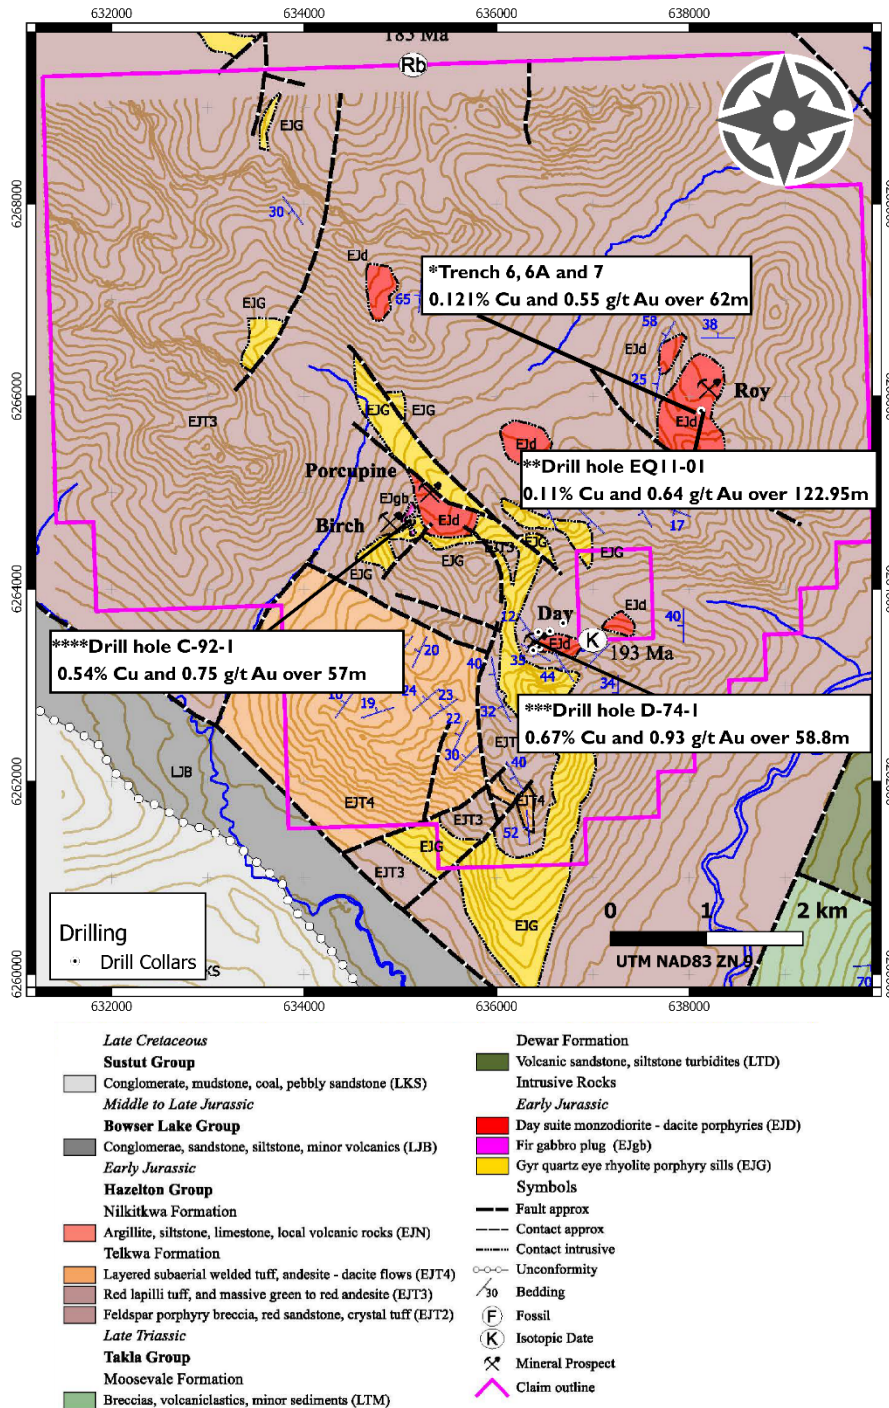 632000 634000 636000 638000
183 Ma
Rb
EJG
6268000
6268000
30
EJd
65
*Trench 6, 6A and 7
0.121% Cu and 0.55 g/t Au over 62m
EJG
58
38
EJd
25
6266000
6266000
Roy
EJG
EJG
EJT3
EJd
EJd
Porcupine
**Drill hole EQ11-01
0.11% Cu and 0.64 g/t Au over 122.95m
EJgb
Birch
EJd
17
EJT3
EJG
EJG
EJG
EJG
6264000
Day
EJd
12
40
K
193 Ma
****Drill hole C-92-1
0.54% Cu and 0.75 g/t Au over 57m
20
35
EJd
40
44
34
24
23
19
22
32
***Drill hole D-74-1
0.67% Cu and 0.93 g/t Au over 58.8m
30
40
LJB
6262000
6262000
EJT4
EJT4
EJT3
52
EJG
EJT3
EJG
0 1 2 km
UTM NAD83 ZN 9
Drilling
Drill Collars
KS
70
6260000
6260000
632000 634000 636000 638000
Late Cretaceous
Sustut Group
Conglomerate, mudstone, coal, pebbly sandstone (LKS)
Middle to Late Jurassic
Bowser Lake Group
Conglomerae, sandstone, siltstone, minor volcanics (LJB)
Early Jurassic
Hazelton Group
Nilkitkwa Formation
Argillite, siltstone, limestone, local volcanic rocks (EJN)
Telkwa Formation
Layered subaerial welded tuff, andesite - dacite flows (EJT4)
Red lapilli tuff, and massive green to red andesite (EJT3)
Feldspar porphyry breccia, red sandstone, crystal tuff (EJT2)
Late Triassic
Takla Group
Moosevale Formation
Breccias, volcaniclastics, minor sediments (LTM)
Dewar Formation
Volcanic sandstone, siltstone turbidites (LTD)
Intrusive Rocks
Early Jurassic
Day suite monzodiorite - dacite porphyries (EJD)
Fir gabbro plug (EJgb)
Gyr quartz eye rhyolite porphyry sills (EJG)
Symbols
Fault approx
Contact approx
Contact intrusive
Unconformity
30 Bedding
F Fossil
K Isotopic Date
Mineral Prospect
Claim outline